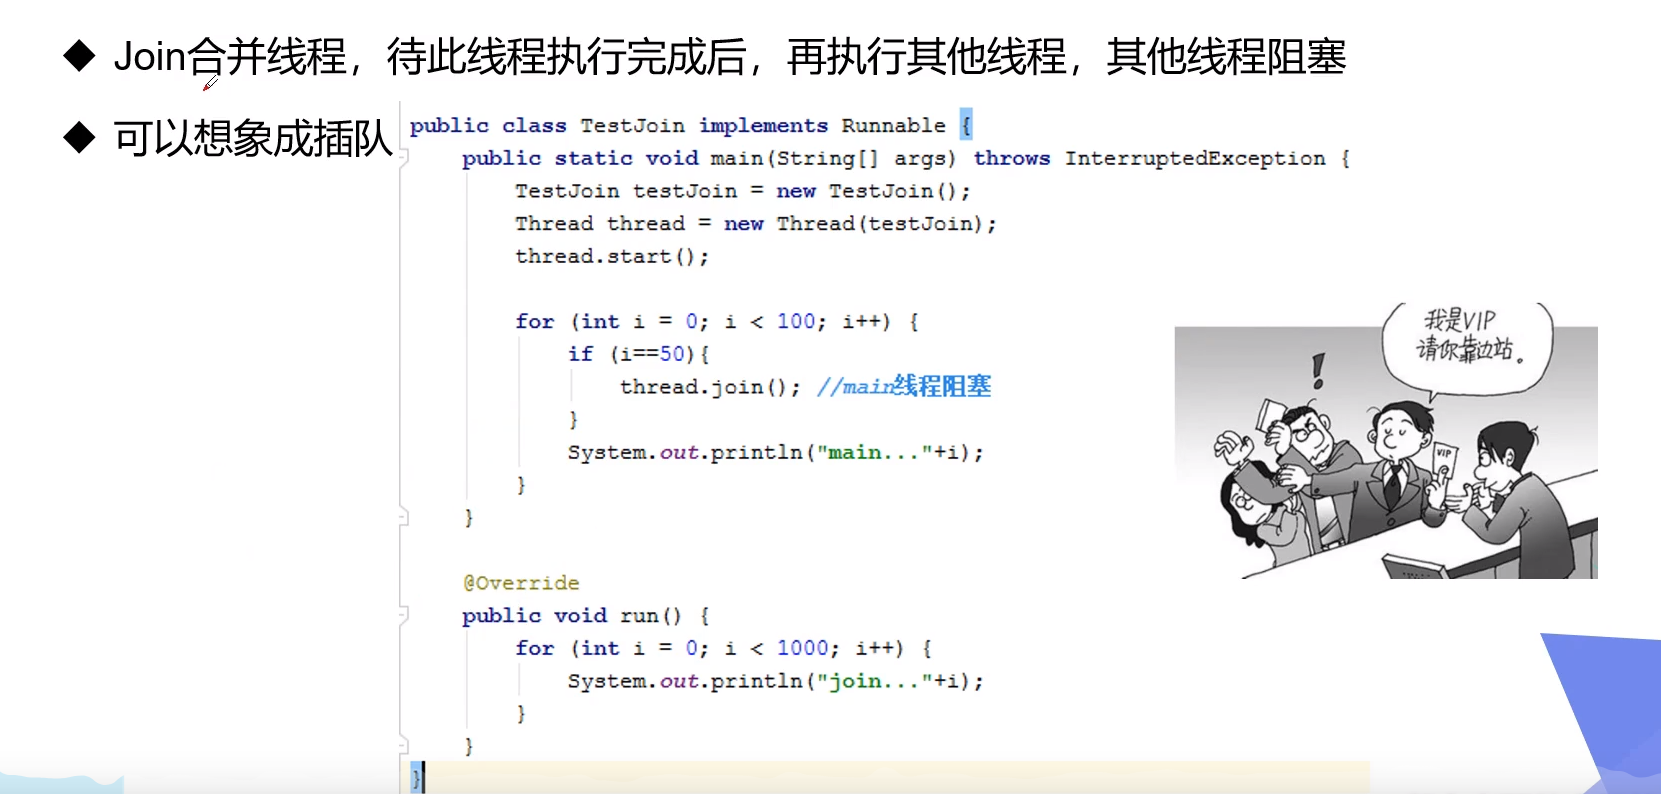 ◆ Join合并线程，待此线程执行完成后，再执行其他线程，其他线程阻塞
◆ 可以想象成插队
public class TestJoin implements Runnable {
public static void main(String[] args) throws InterruptedException {
TestJoin testJoin = new TestJoin();
Thread thread = new Thread(testJoin);
thread.start();
for (int i = 0; i < 100; i++) {
if (i==50){
thread.join(); //main线程阻塞
}
System.out.println("main..."+i);
}
}
@Override
public void run() {
for (int i = 0; i < 1000; i++) {
System.out.println("join..."+i);
}
}
}
我是VIP
请你靠边站。
!
VIP